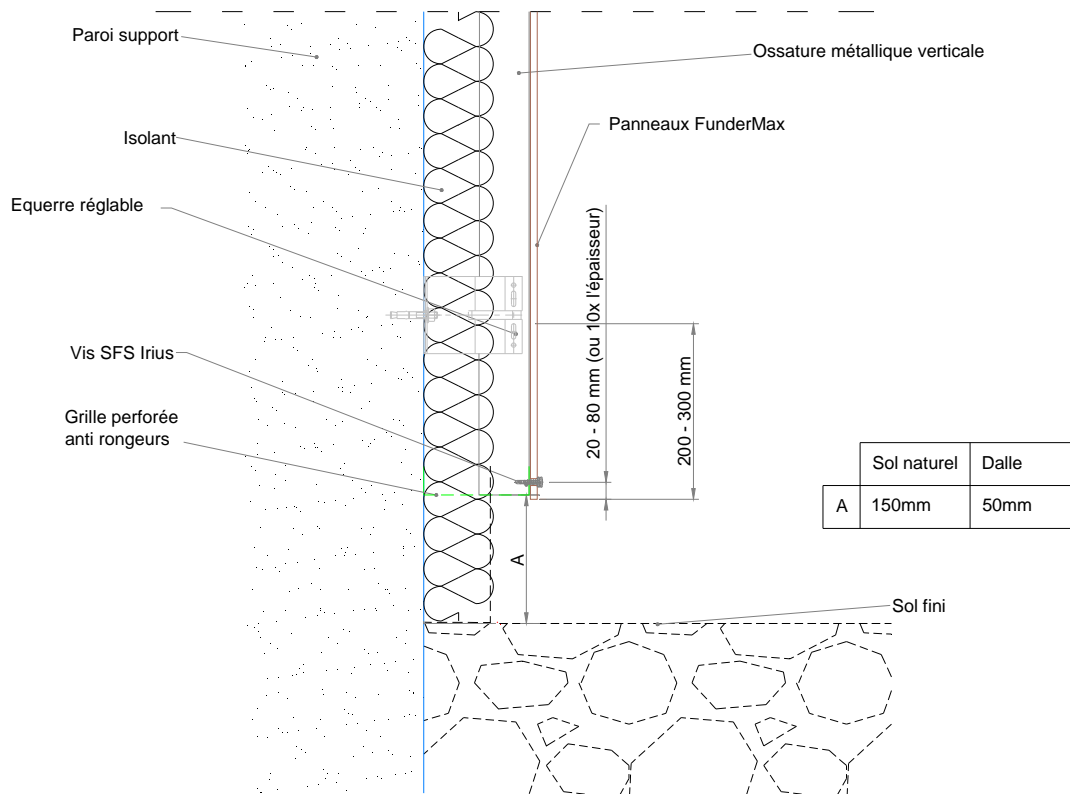 Paroi support
Ossature métallique verticale
Panneaux FunderMax
Isolant
Equerre réglable
20 - 80 mm (ou 10x l'épaisseur)
200 - 300 mm
Vis SFS Irius
Grille perforée
anti rongeurs
Sol naturel Dalle
A 150mm 50mm
A
Sol fini